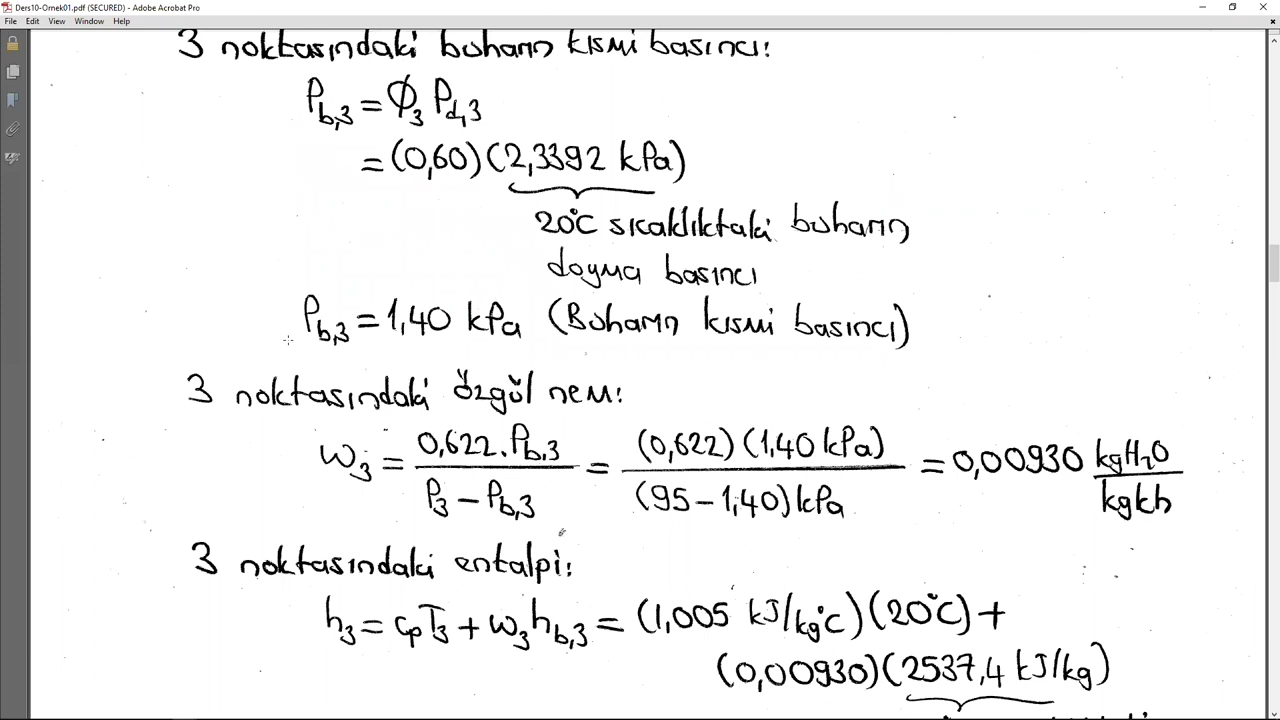 Ders10-Ornek01.pdf (SECURED) - Adobe Acrobat Pro
File Edit View Window Help
3 noktasındaki buharın kısmi basıncı:
P_b,3 = Ø_3 P_d,3
= (0,60)(2,3392 kPa)
20°C sıcaklıktaki buharın
doyma basıncı
P_b,3 = 1,40 kPa (Buharın kısmi basıncı)
3 noktasındaki özgül nem:
w_3 = 0,622.P_b,3 / P_3 - P_b,3 = (0,622)(1,40 kPa) / (95-1,40)kPa = 0,00930 kgH2O / kgkh
3 noktasındaki entalpi:
h_3 = c_p T_3 + w_3 h_b,3 = (1,005 kJ/kg°C)(20°C) +
(0,00930)(2537,4 kJ/kg)